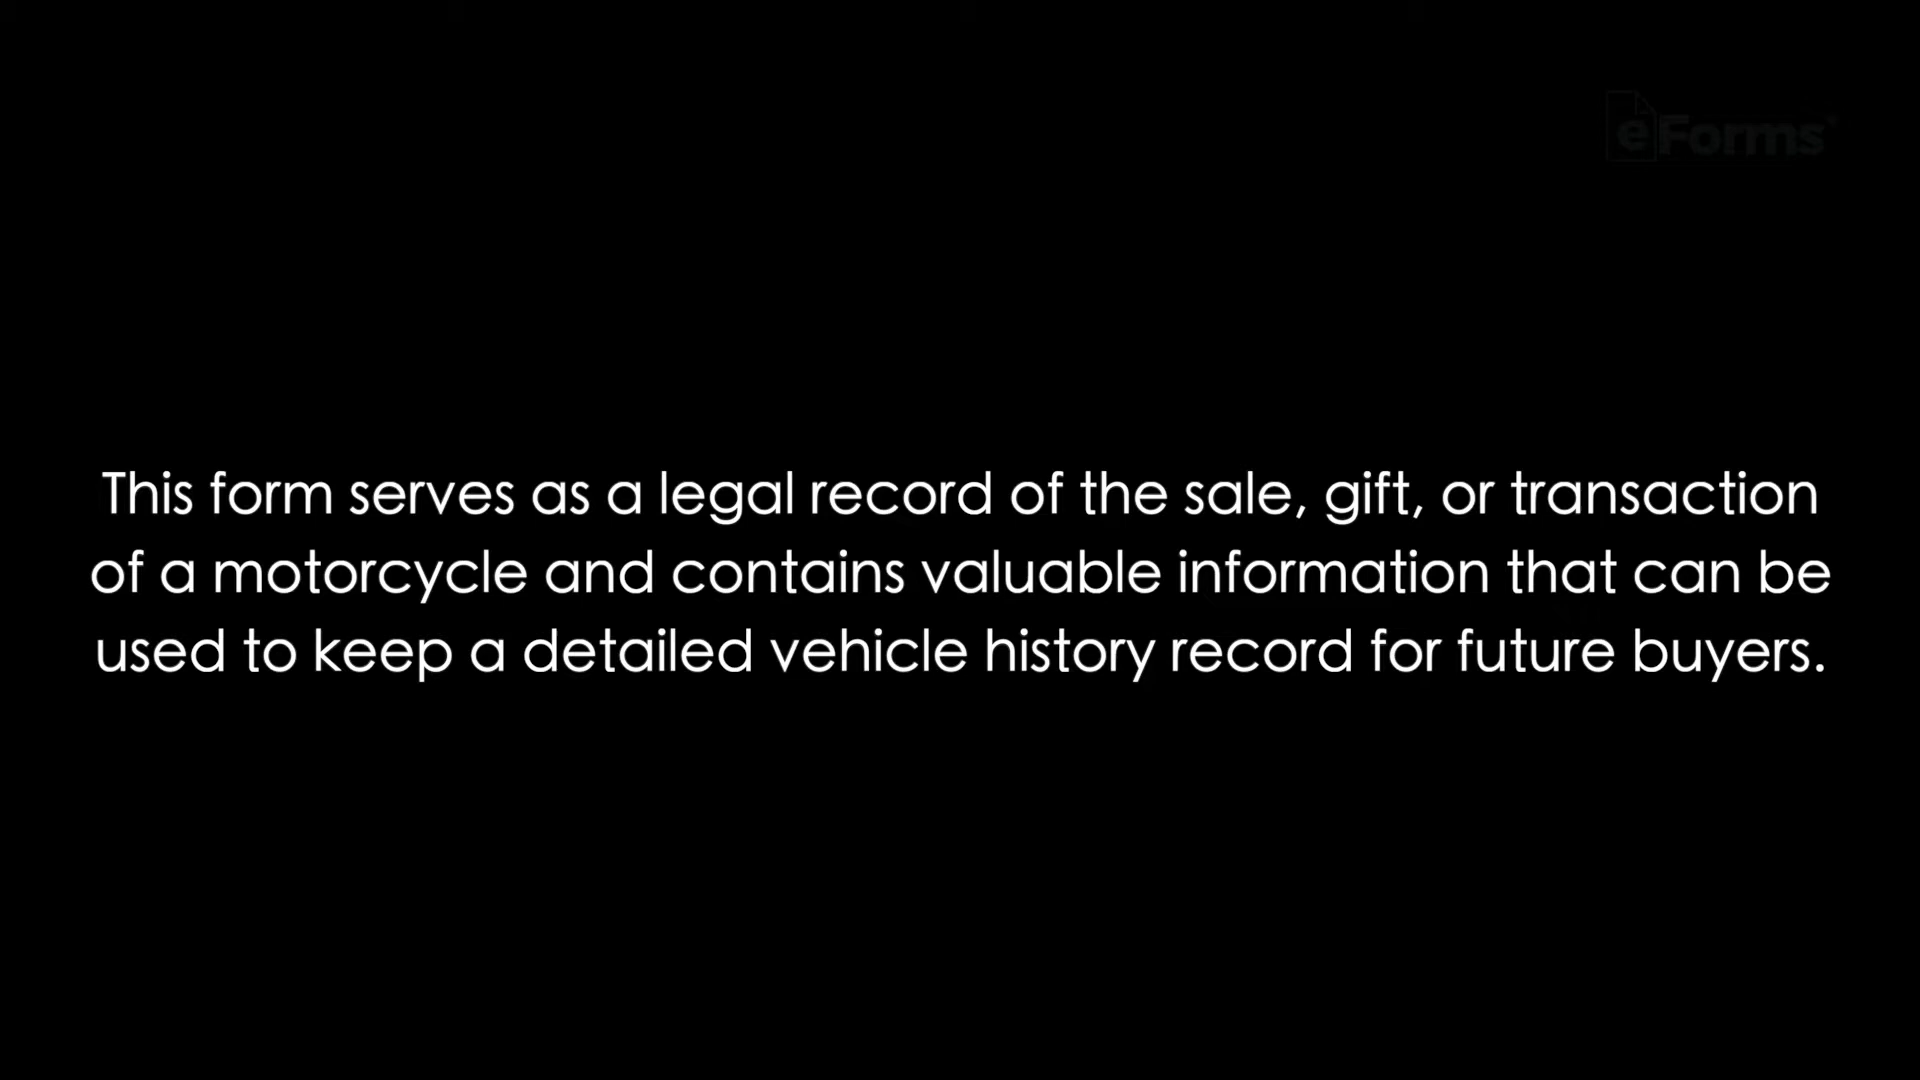 eForms
This form serves as a legal record of the sale, gift, or transaction
of a motorcycle and contains valuable information that can be
used to keep a detailed vehicle history record for future buyers.